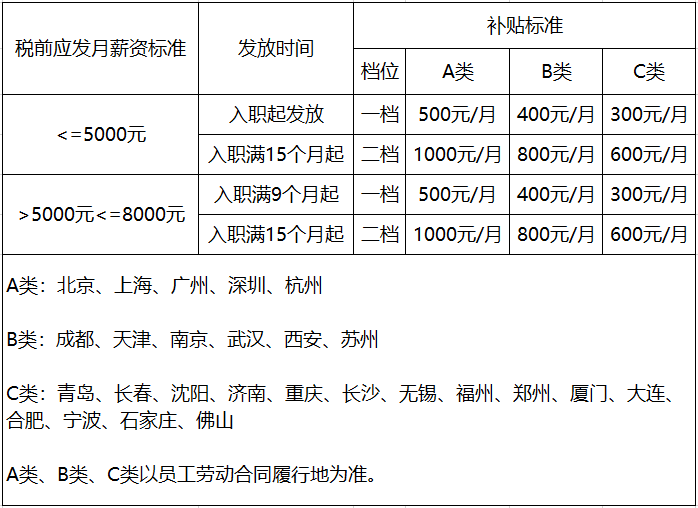 税前应发月薪资标准 发放时间 补贴标准
档位 A类 B类 C类
<=5000元 入职起发放 一档 500元/月 400元/月 300元/月
入职满15个月起 二档 1000元/月 800元/月 600元/月
>5000元<=8000元 入职满9个月起 一档 500元/月 400元/月 300元/月
入职满15个月起 二档 1000元/月 800元/月 600元/月
A类：北京、上海、广州、深圳、杭州
B类：成都、天津、南京、武汉、西安、苏州
C类：青岛、长春、沈阳、济南、重庆、长沙、无锡、福州、郑州、厦门、大连、
合肥、宁波、石家庄、佛山
A类、B类、C类以员工劳动合同履行地为准。